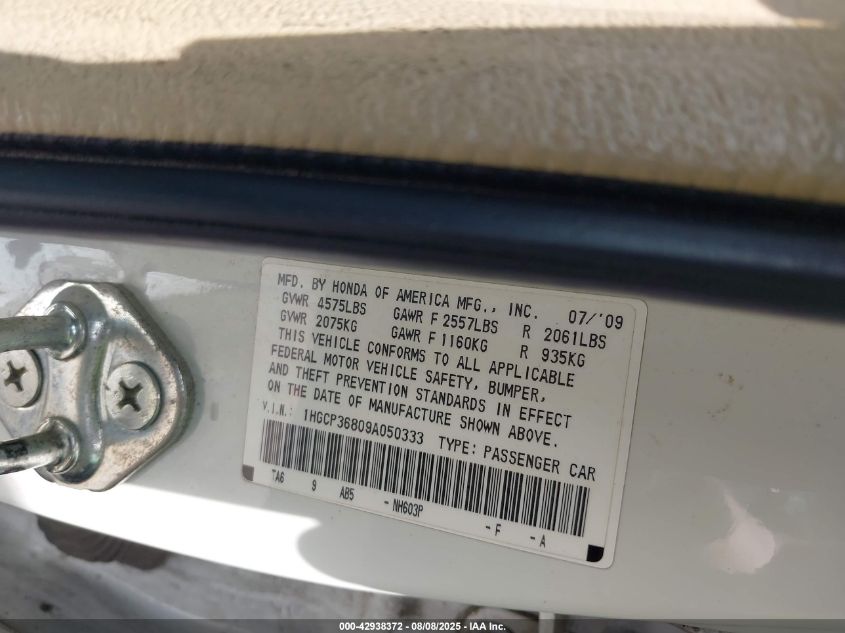 MFD. BY HONDA OF AMERICA MFG., INC. 07/'09
GVWR 4575LBS GAWR F 2557LBS R 2061LBS
GVWR 2075KG GAWR F 1160KG R 935KG
THIS VEHICLE CONFORMS TO ALL APPLICABLE
FEDERAL MOTOR VEHICLE SAFETY, BUMPER,
AND THEFT PREVENTION STANDARDS IN EFFECT
ON THE DATE OF MANUFACTURE SHOWN ABOVE.
V.I.N.: 1HGCP36809A050333 TYPE: PASSENGER CAR
TA6 9 AB5 -NH603P -F -A
000-42938372 - 08/08/2025 - IAA Inc.